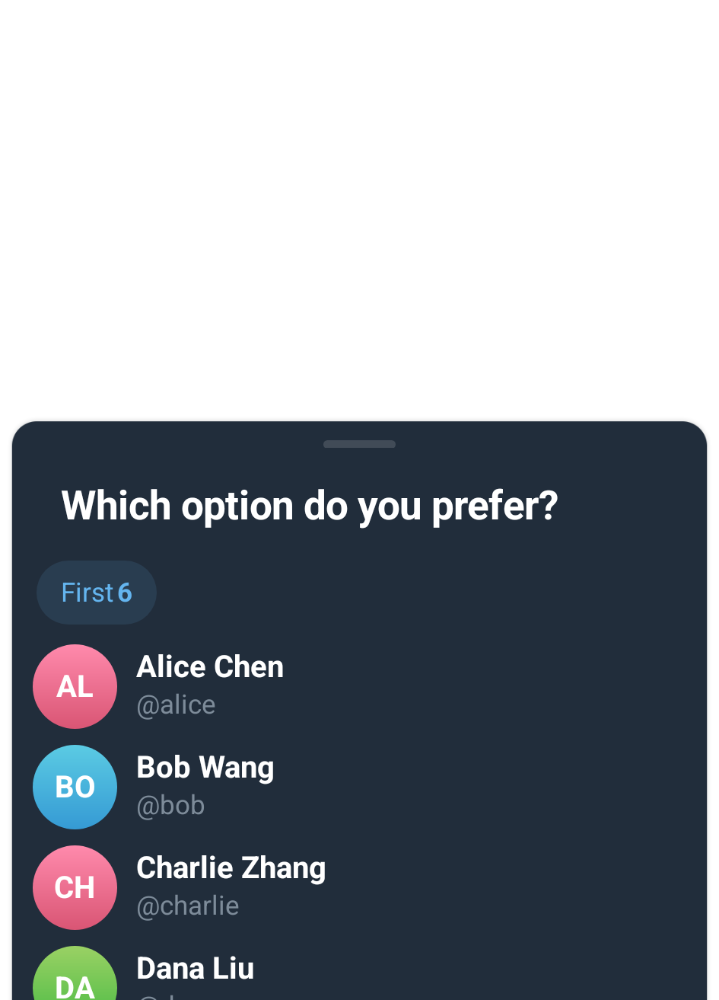 Which option do you prefer?
First 6
AL
Alice Chen
@alice
BO
Bob Wang
@bob
CH
Charlie Zhang
@charlie
DA
Dana Liu